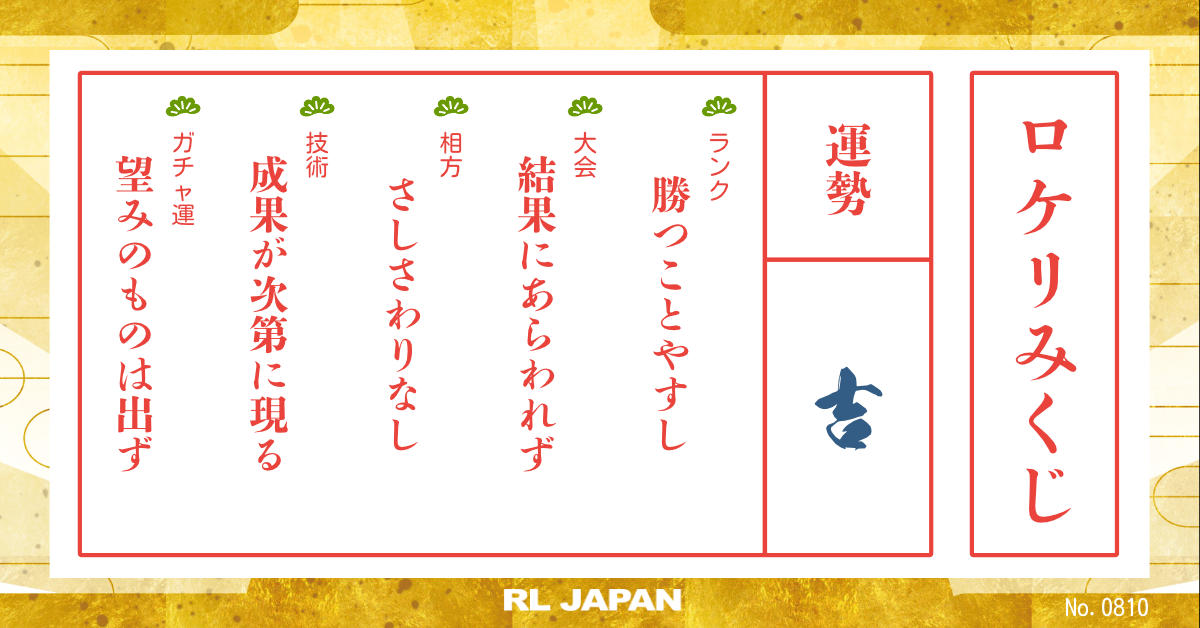 ロケリみくじ
運勢
吉
ランク
勝つことやすし
大会
結果にあらわれず
相方
さしさわりなし
技術
成果が次第に現る
ガチャ運
望みのものは出ず
RL JAPAN
No. 0810